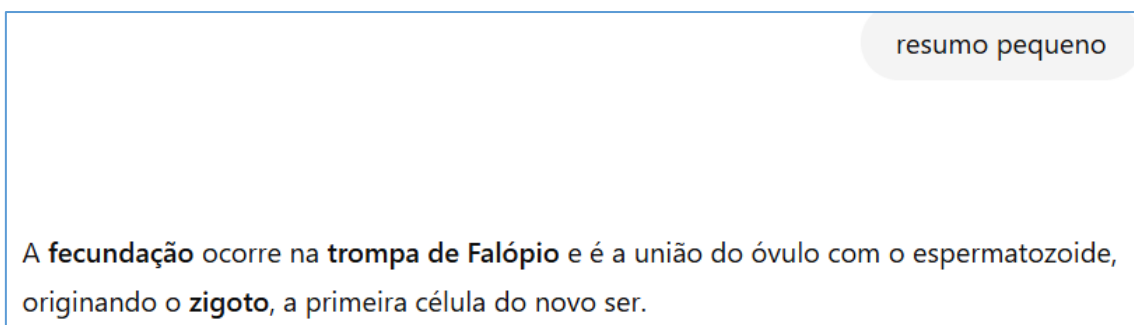 resumo pequeno
A fecundação ocorre na trompa de Falópio e é a união do óvulo com o espermatozoide,
originando o zigoto, a primeira célula do novo ser.